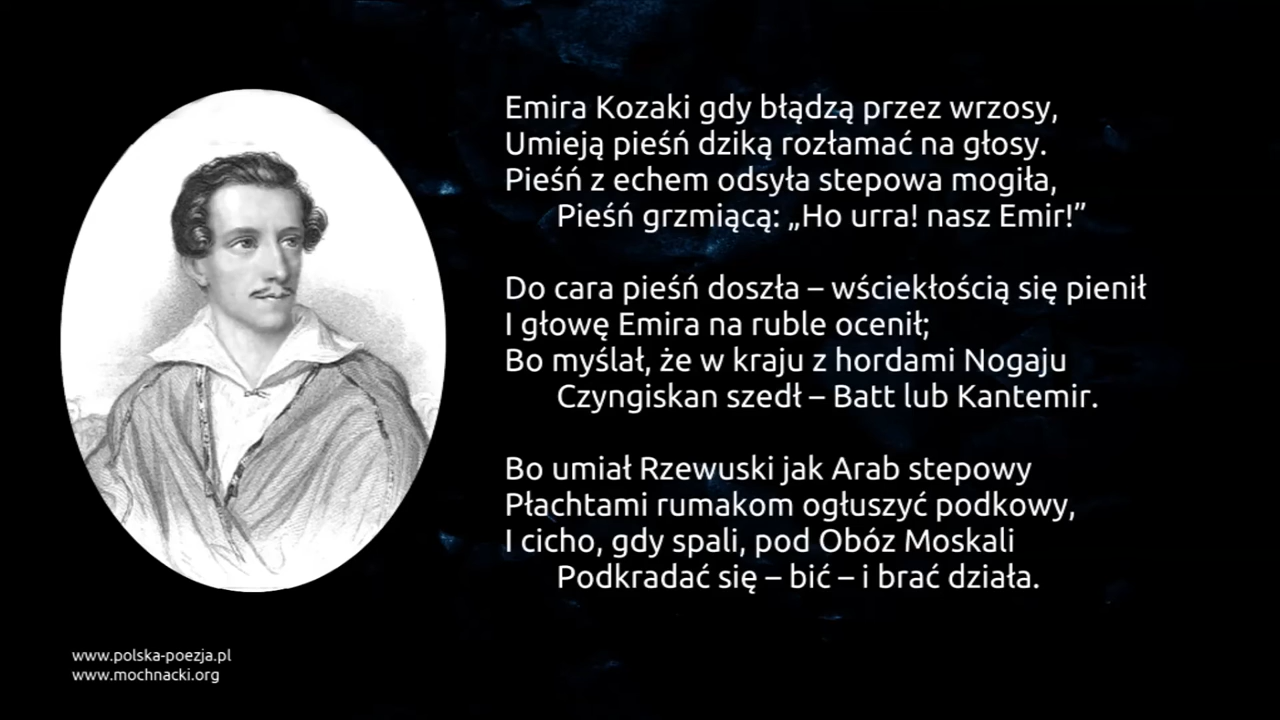 Emira Kozaki gdy błądzą przez wrzosy,
Umieją pieśń dziką rozłamać na głosy.
Pieśń z echem odsyła stepowa mogiła,
Pieśń grzmiącą: „Ho urra! nasz Emir!”
Do cara pieśń doszła – wściekłością się pienił
I głowę Emira na ruble ocenił;
Bo myślał, że w kraju z hordami Nogaju
Czyngiskan szedł – Batt lub Kantemir.
Bo umiał Rzewuski jak Arab stepowy
Płachtami rumakom ogłuszyć podkowy,
I cicho, gdy spali, pod Obóz Moskali
Podkradać się – bić – i brać działa.
www.polska-poezja.pl
www.mochnacki.org